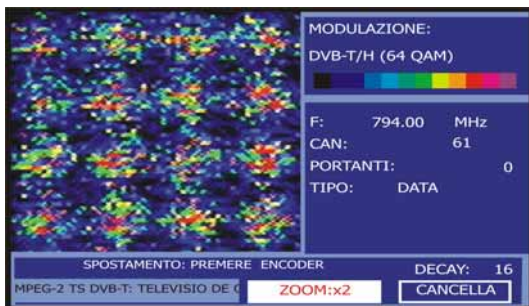 MODULAZIONE:
DVB-T/H (64 QAM)
F: 794.00 MHz
CAN: 61
PORTANTI: 0
TIPO: DATA
SPOSTAMENTO: PREMERE ENCODER
DECAY: 16
MPEG-2 TS DVB-T: TELEVISIO DE
ZOOM:x2
CANCELLA